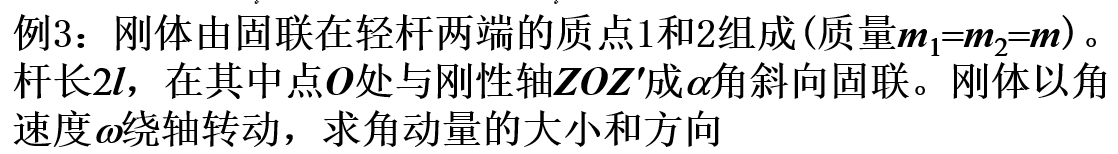 例3：刚体由固联在轻杆两端的质点1和2组成(质量m₁=m₂=m)。
杆长2l，在其中点O处与刚性轴ZOZ'成α角斜向固联。刚体以角
速度ω绕轴转动，求角动量的大小和方向